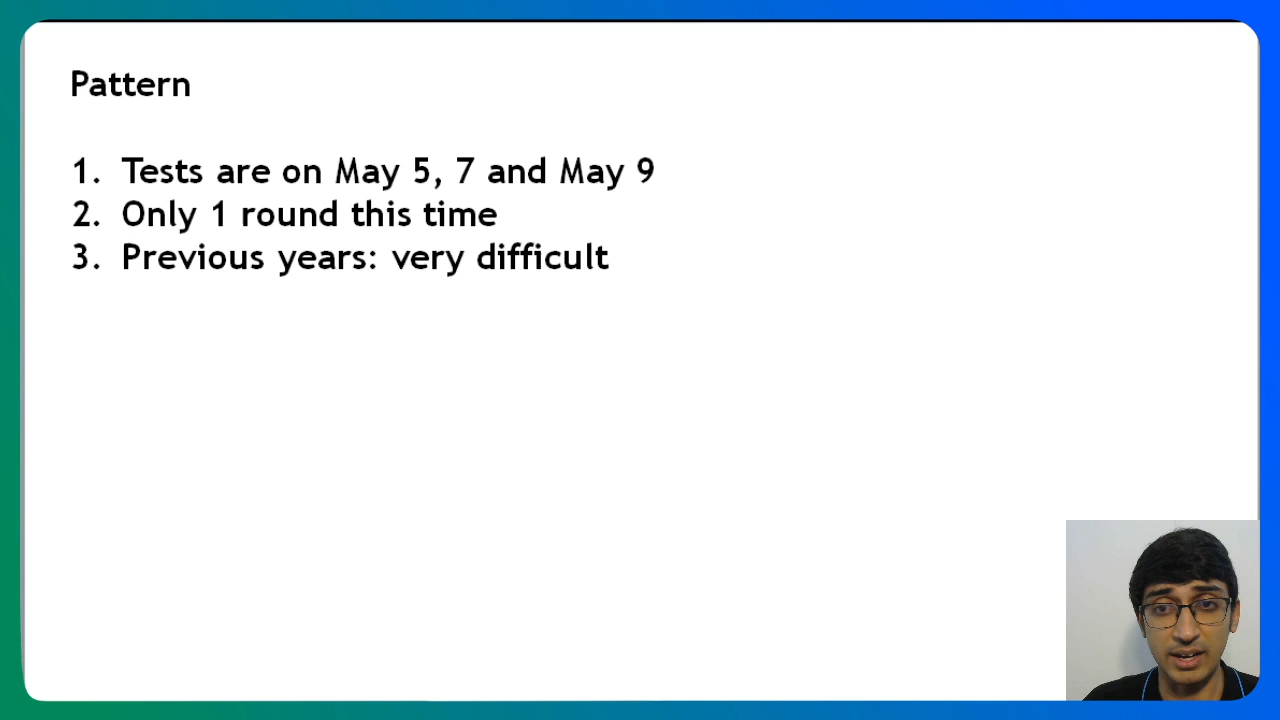 Pattern
1. Tests are on May 5, 7 and May 9
2. Only 1 round this time
3. Previous years: very difficult